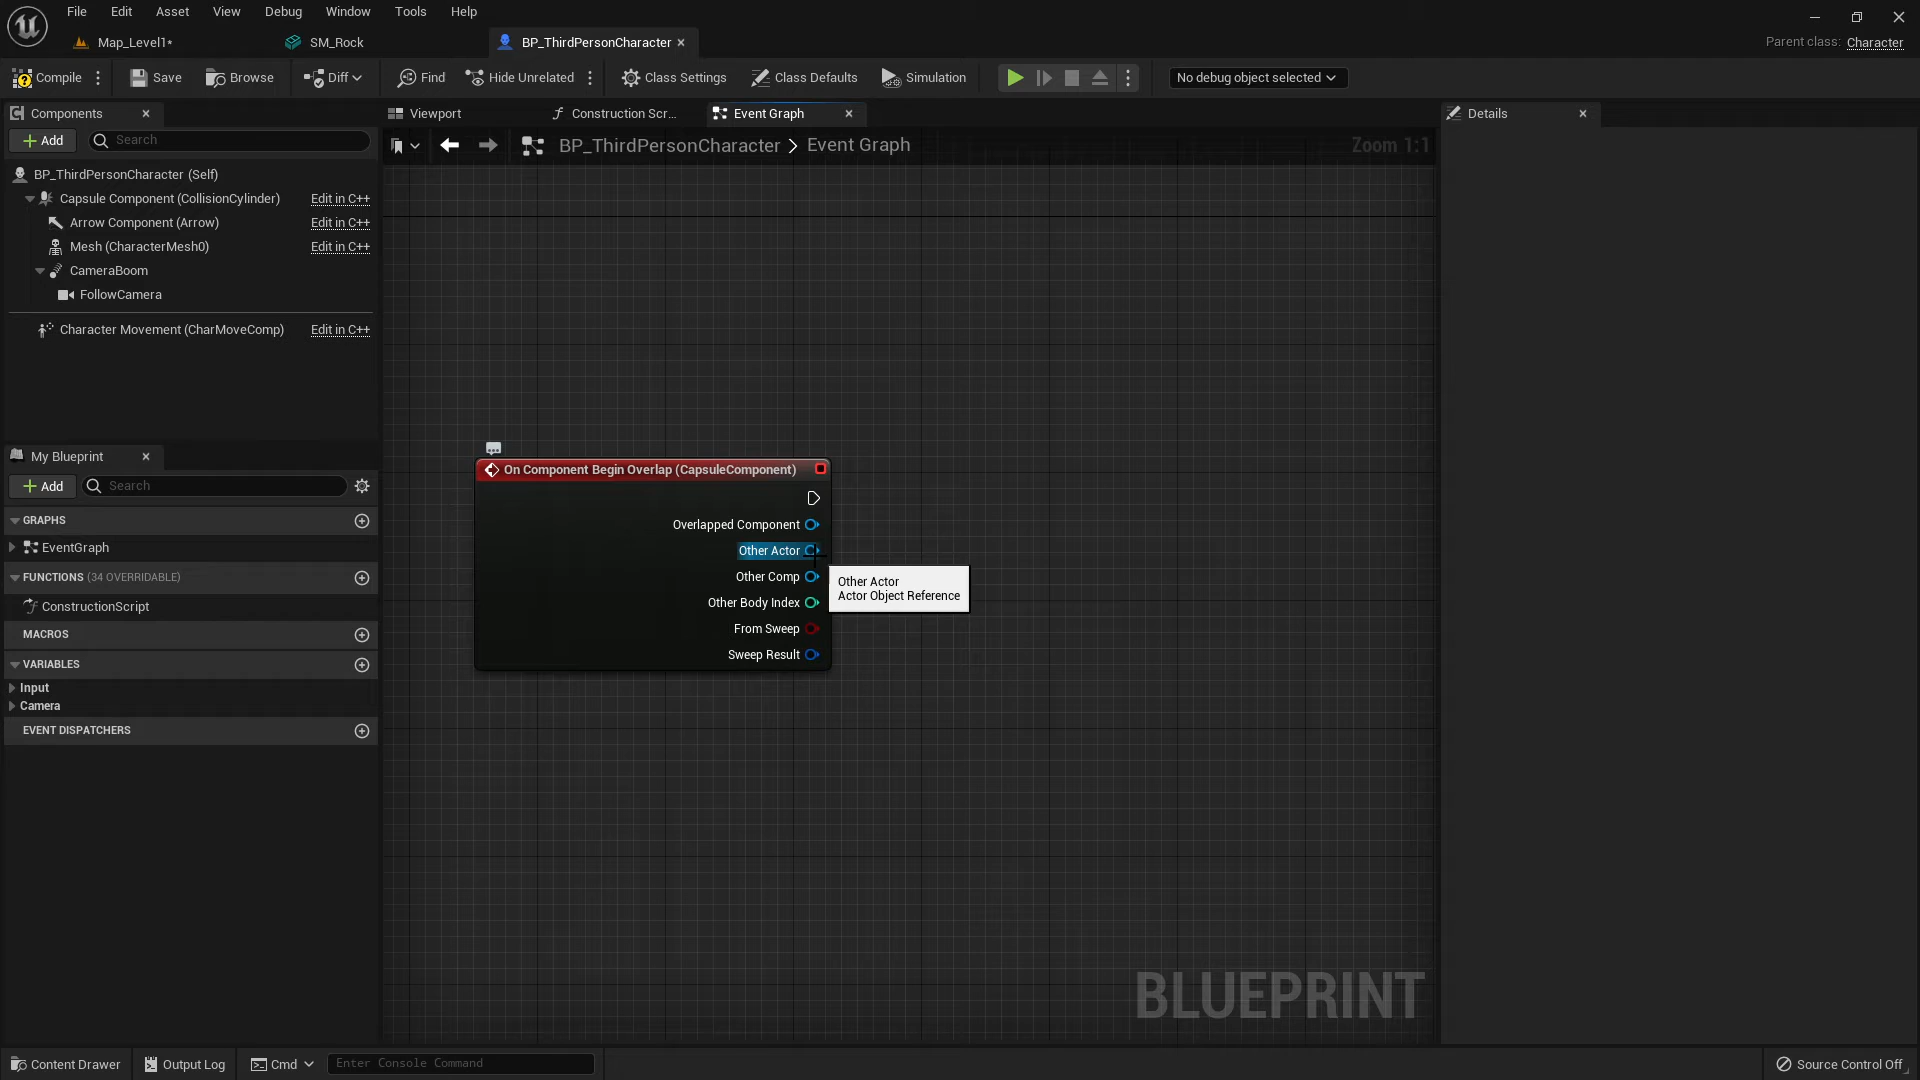 File Edit Asset View Debug Window Tools Help
Map_Level1* SM_Rock BP_ThirdPersonCharacter
Parent class: Character
Compile Save Browse Diff Find Hide Unrelated Class Settings Class Defaults Simulation No debug object selected
Components Viewport Construction Scr... Event Graph Details
Add Search BP_ThirdPersonCharacter > Event Graph Zoom 1:1
BP_ThirdPersonCharacter (Self)
Capsule Component (CollisionCylinder) Edit in C++
Arrow Component (Arrow) Edit in C++
Mesh (CharacterMesh0) Edit in C++
CameraBoom
FollowCamera
Character Movement (CharMoveComp) Edit in C++
My Blueprint
Add Search
GRAPHS
EventGraph
FUNCTIONS (34 OVERRIDABLE)
ConstructionScript
MACROS
VARIABLES
Input
Camera
EVENT DISPATCHERS
On Component Begin Overlap (CapsuleComponent)
Overlapped Component
Other Actor
Other Comp
Other Body Index
From Sweep
Sweep Result
Other Actor
Actor Object Reference
BLUEPRINT
Content Drawer Output Log Cmd Enter Console Command Source Control Off